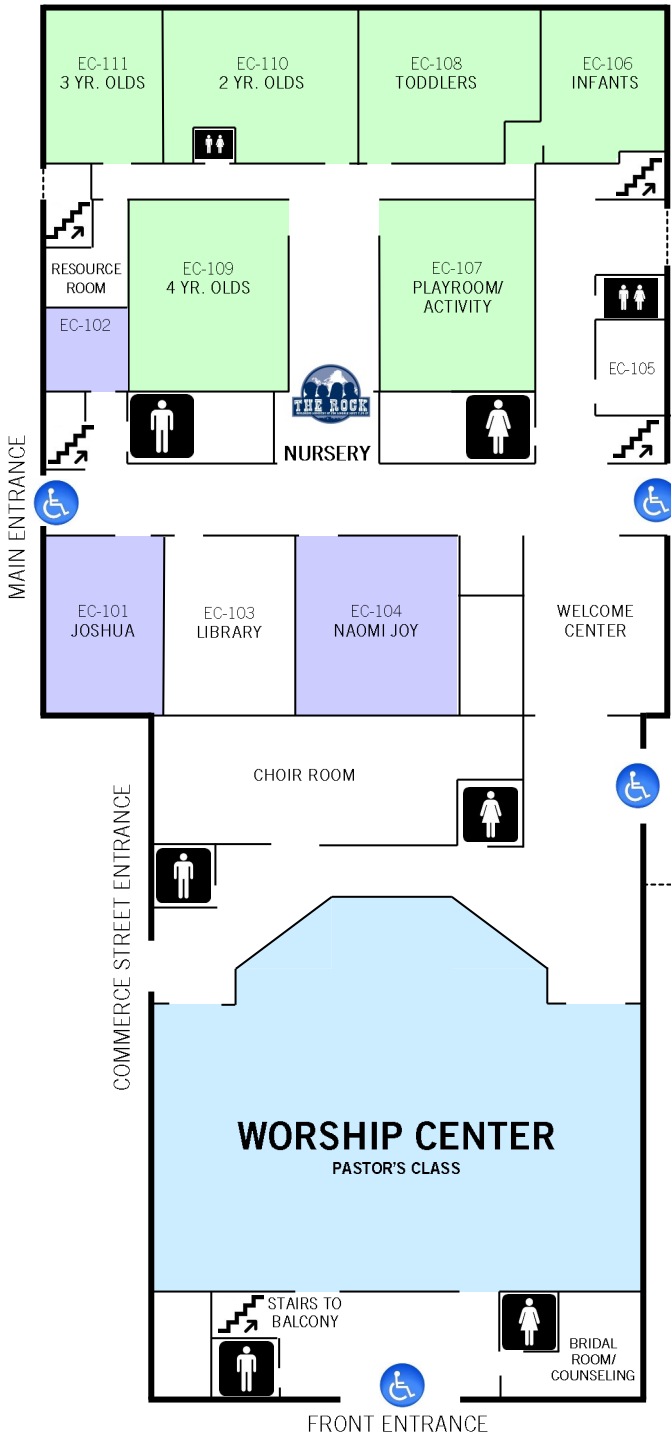 EC-111
3 YR. OLDS
EC-110
2 YR. OLDS
EC-108
TODDLERS
EC-106
INFANTS
RESOURCE
ROOM
EC-109
4 YR. OLDS
EC-107
PLAYROOM/
ACTIVITY
EC-102
EC-105
THE ROCK
NURSERY
MAIN ENTRANCE
EC-101
JOSHUA
EC-103
LIBRARY
EC-104
NAOMI JOY
WELCOME
CENTER
CHOIR ROOM
COMMERCE STREET ENTRANCE
WORSHIP CENTER
PASTOR'S CLASS
STAIRS TO
BALCONY
BRIDAL
ROOM/
COUNSELING
FRONT ENTRANCE